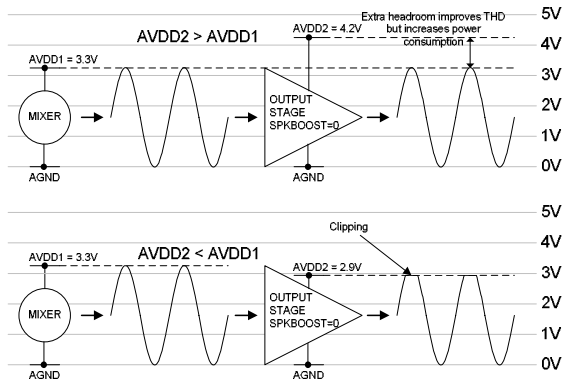 5V
Extra headroom improves THD
but increases power
consumption
AVDD2 > AVDD1
AVDD2 = 4.2V
4V
AVDD1 = 3.3V
3V
MIXER
OUTPUT
STAGE
SPKBOOST=0
2V
1V
0V
AGND
AGND
5V
Clipping
4V
AVDD1 = 3.3V
AVDD2 < AVDD1
AVDD2 = 2.9V
3V
MIXER
OUTPUT
STAGE
SPKBOOST=0
2V
1V
0V
AGND
AGND